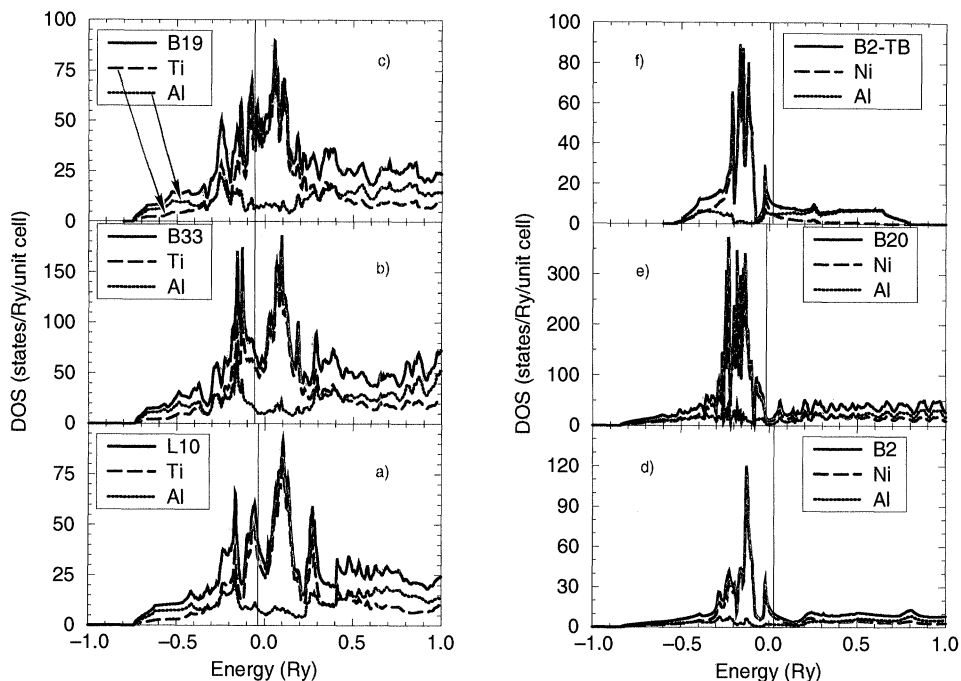 DOS (states/Ry/unit cell)
100
75
50
25
0
B19
Ti
Al
c)
150
100
50
0
B33
Ti
Al
b)
75
50
25
0
L10
Ti
Al
a)
−1.0 −0.5 0.0 0.5 1.0
Energy (Ry)
DOS (states/Ry/unit cell)
100
80
60
40
20
0
f)
B2-TB
Ni
Al
300
200
100
0
e)
B20
Ni
Al
120
90
60
30
0
d)
B2
Ni
Al
−1.0 −0.5 0.0 0.5 1.0
Energy (Ry)